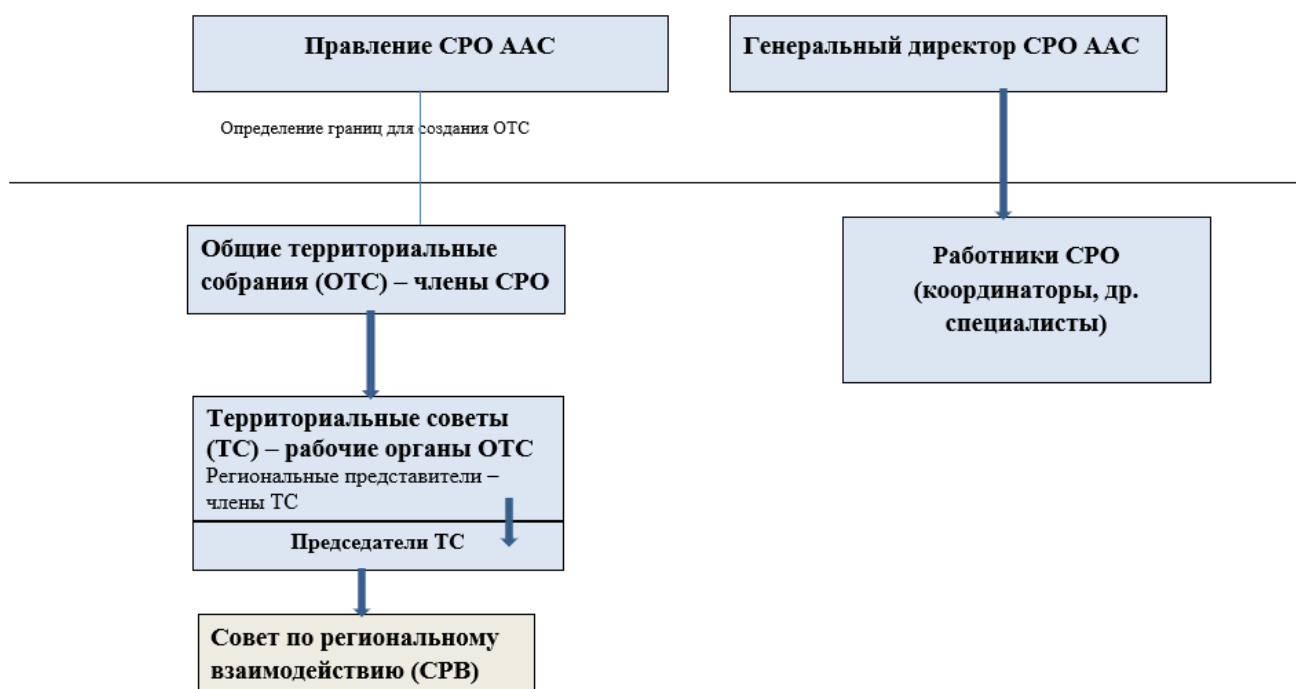 Правление СРО ААС
Генеральный директор СРО ААС
Определение границ для создания ОТС
Общие территориальные
собрания (ОТС) – члены СРО
Работники СРО
(координаторы, др.
специалисты)
Территориальные советы
(ТС) – рабочие органы ОТС
Региональные представители –
члены ТС
Председатели ТС
Совет по региональному
взаимодействию (СРВ)